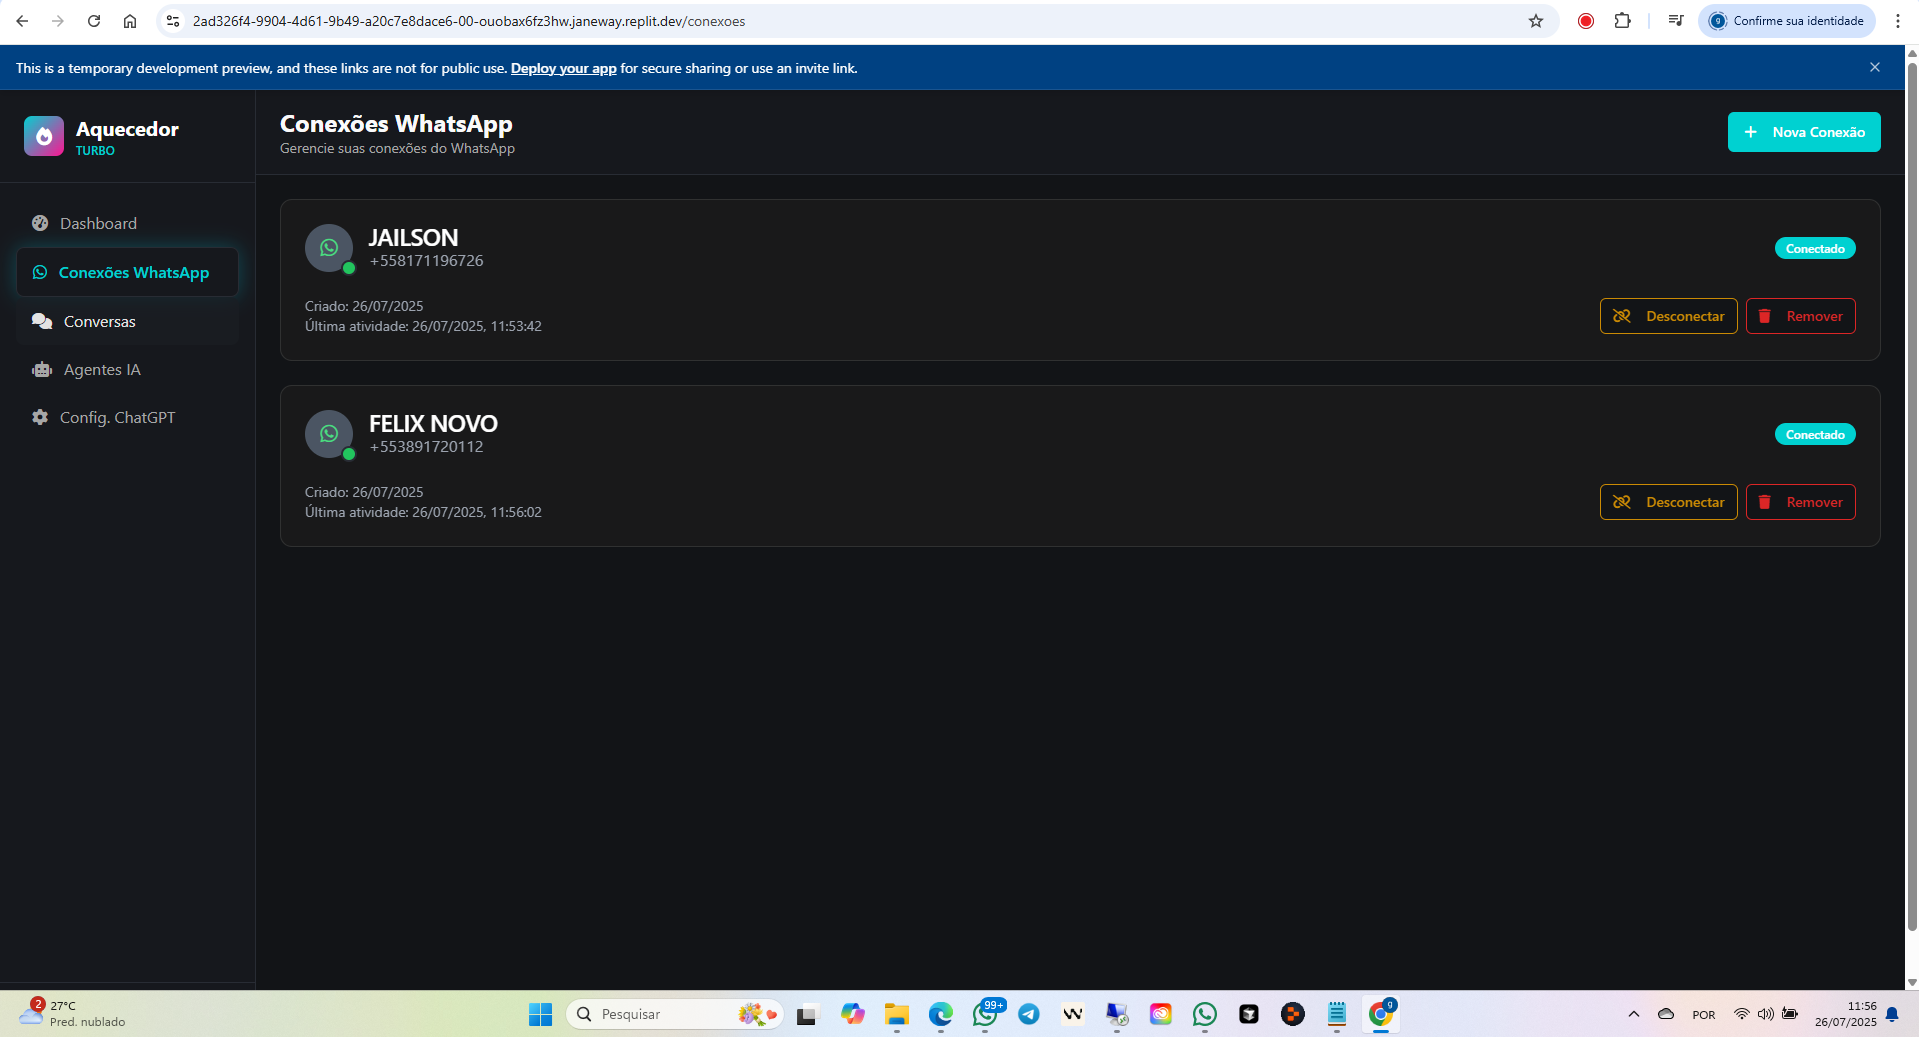 2ad326f4-9904-4d61-9b49-a20c7e8dace6-00-ouobax6fz3hw.janeway.replit.dev/conexoes
9
Confirme sua identidade
This is a temporary development preview, and these links are not for public use. Deploy your app for secure sharing or use an invite link.
Aquecedor
TURBO
Dashboard
Conexões WhatsApp
Conversas
Agentes IA
Config. ChatGPT
Conexões WhatsApp
Gerencie suas conexões do WhatsApp
Nova Conexão
JAILSON
+558171196726
Conectado
Criado: 26/07/2025
Última atividade: 26/07/2025, 11:53:42
Desconectar
Remover
FELIX NOVO
+553891720112
Conectado
Criado: 26/07/2025
Última atividade: 26/07/2025, 11:56:02
Desconectar
Remover
2
27°C
Pred. nublado
Pesquisar
99+
9
POR
11:56
26/07/2025